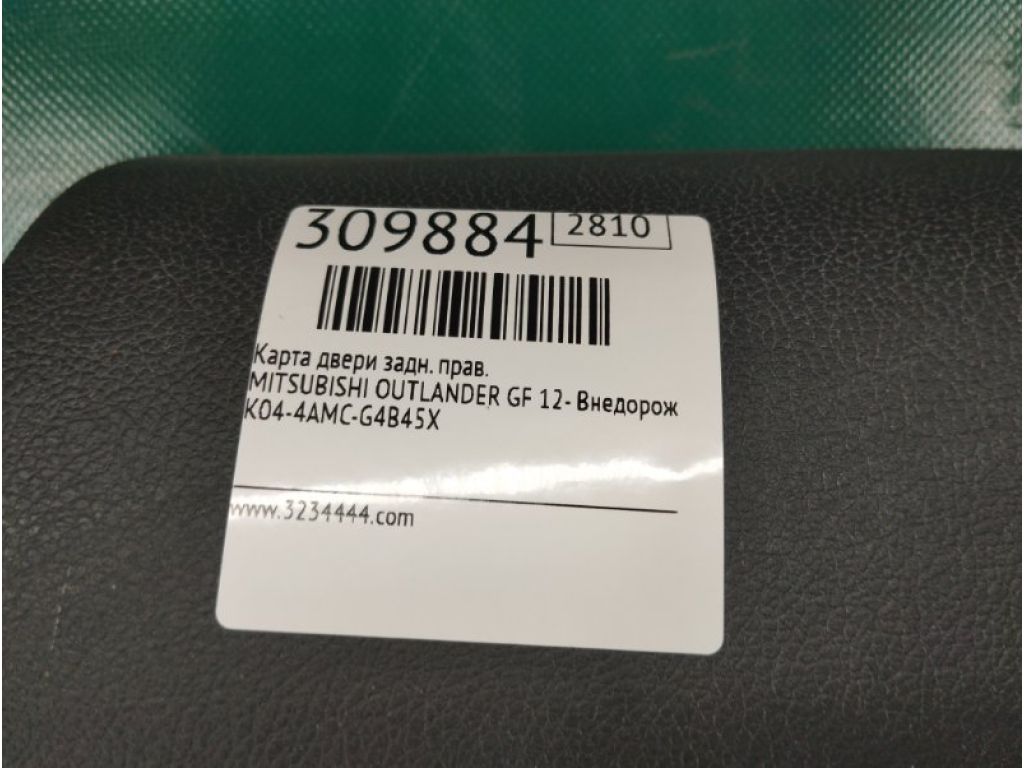 309884 2810
Карта двери задн. прав.
MITSUBISHI OUTLANDER GF 12- Внедорож
K04-4AMC-G4B45X
www.3234444.com